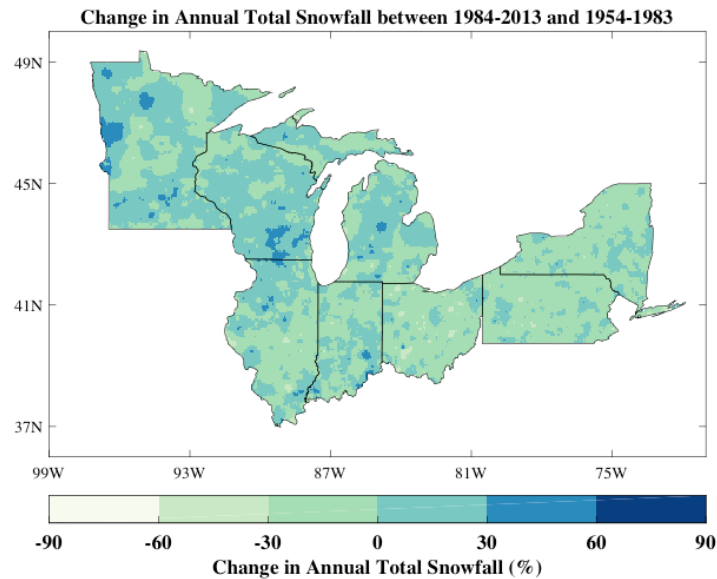 Change in Annual Total Snowfall between 1984-2013 and 1954-1983
49N
45N
41N
37N
99W 93W 87W 81W 75W
-90 -60 -30 0 30 60 90
Change in Annual Total Snowfall (%)